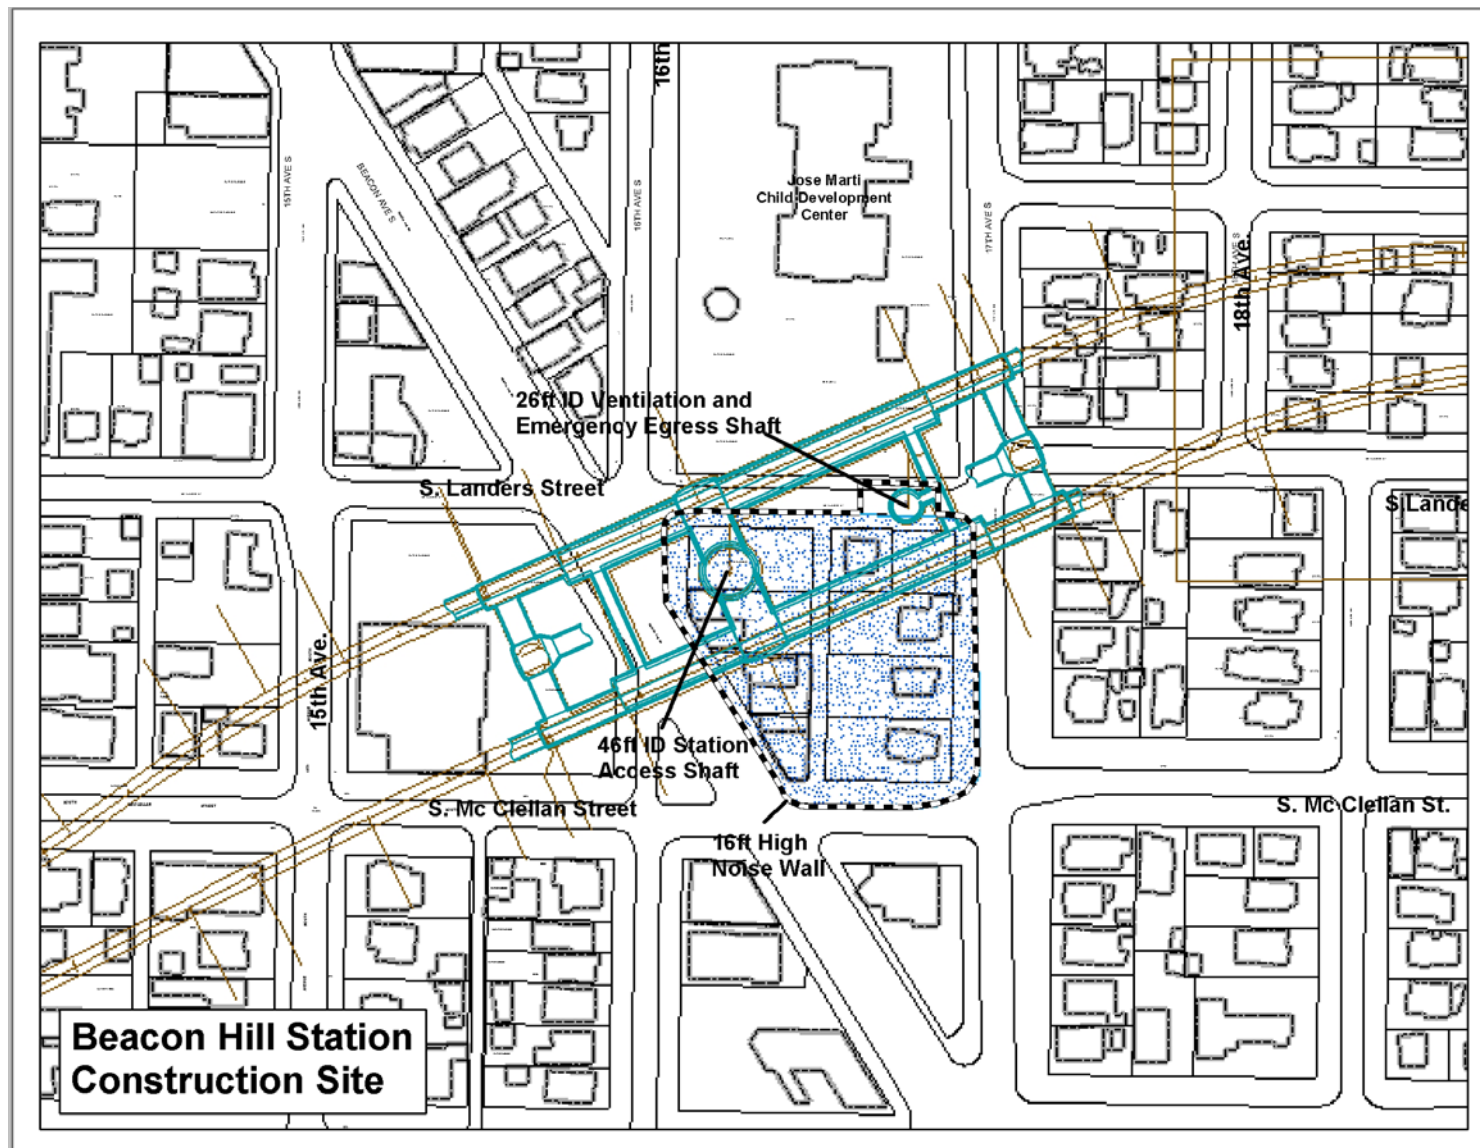 16th
15TH AVE S
BEACON AVE S
16TH AVE S
Jose Marti
Child Development
Center
17TH AVE S
18th Ave.
26ft ID Ventilation and
Emergency Egress Shaft
S. Landers Street
S.Lande
15th Ave.
46ft ID Station
Access Shaft
S. Mc Clellan Street
S. Mc Clellan St.
16ft High
Noise Wall
Beacon Hill Station
Construction Site